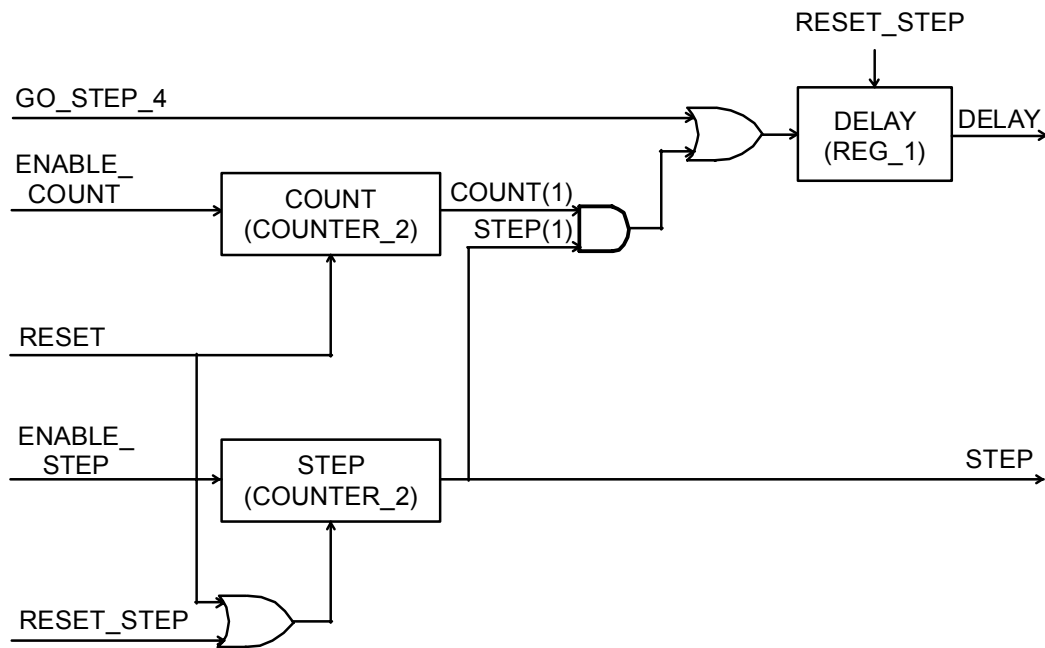 RESET_STEP
GO_STEP_4
DELAY
(REG_1)
DELAY
ENABLE_
COUNT
COUNT
(COUNTER_2)
COUNT(1)
STEP(1)
RESET
ENABLE_
STEP
STEP
(COUNTER_2)
STEP
RESET_STEP